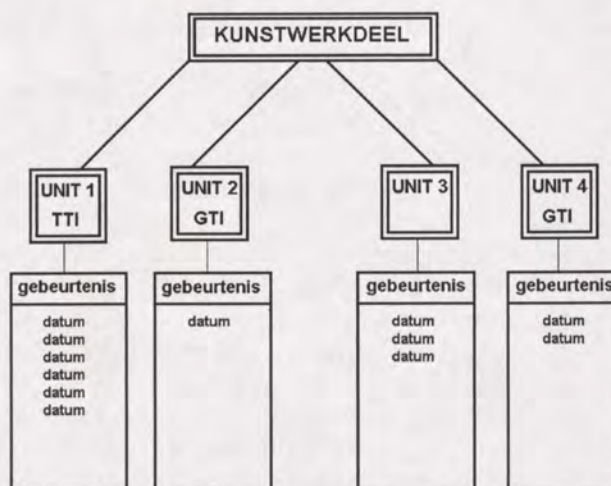 KUNSTWERKDEEL
UNIT 1
TTI
UNIT 2
GTI
UNIT 3
UNIT 4
GTI
gebeurtenis
datum
datum
datum
datum
datum
datum
gebeurtenis
datum
gebeurtenis
datum
datum
datum
gebeurtenis
datum
datum